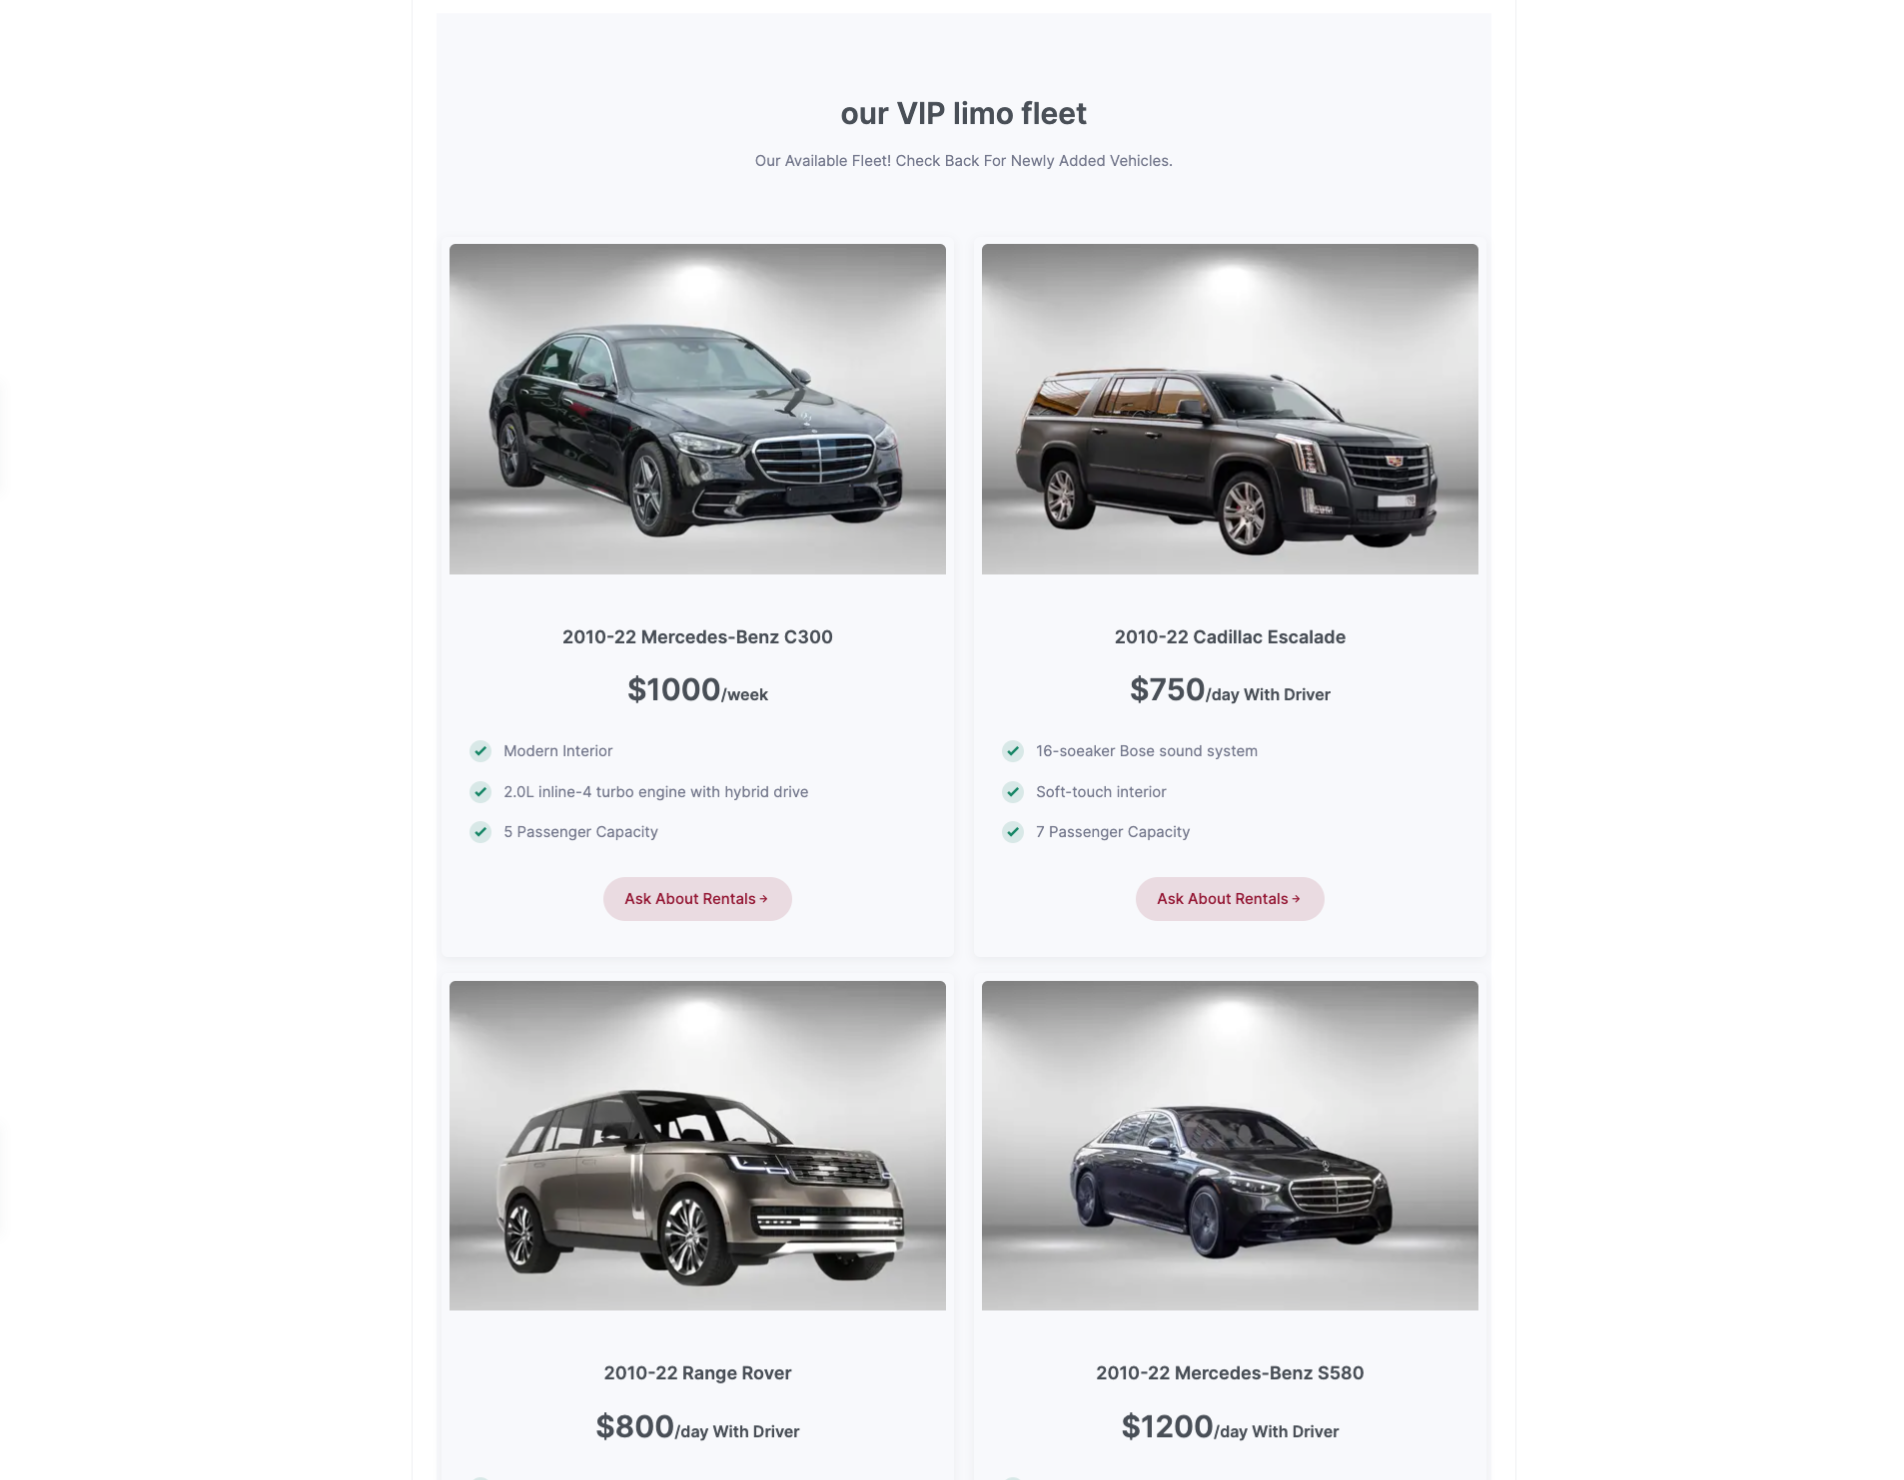 our VIP limo fleet
Our Available Fleet! Check Back For Newly Added Vehicles.
2010-22 Mercedes-Benz C300
$1000/week
Modern Interior
2.0L inline-4 turbo engine with hybrid drive
5 Passenger Capacity
Ask About Rentals →
2010-22 Cadillac Escalade
$750/day With Driver
16-soeaker Bose sound system
Soft-touch interior
7 Passenger Capacity
Ask About Rentals →
2010-22 Range Rover
$800/day With Driver
2010-22 Mercedes-Benz S580
$1200/day With Driver